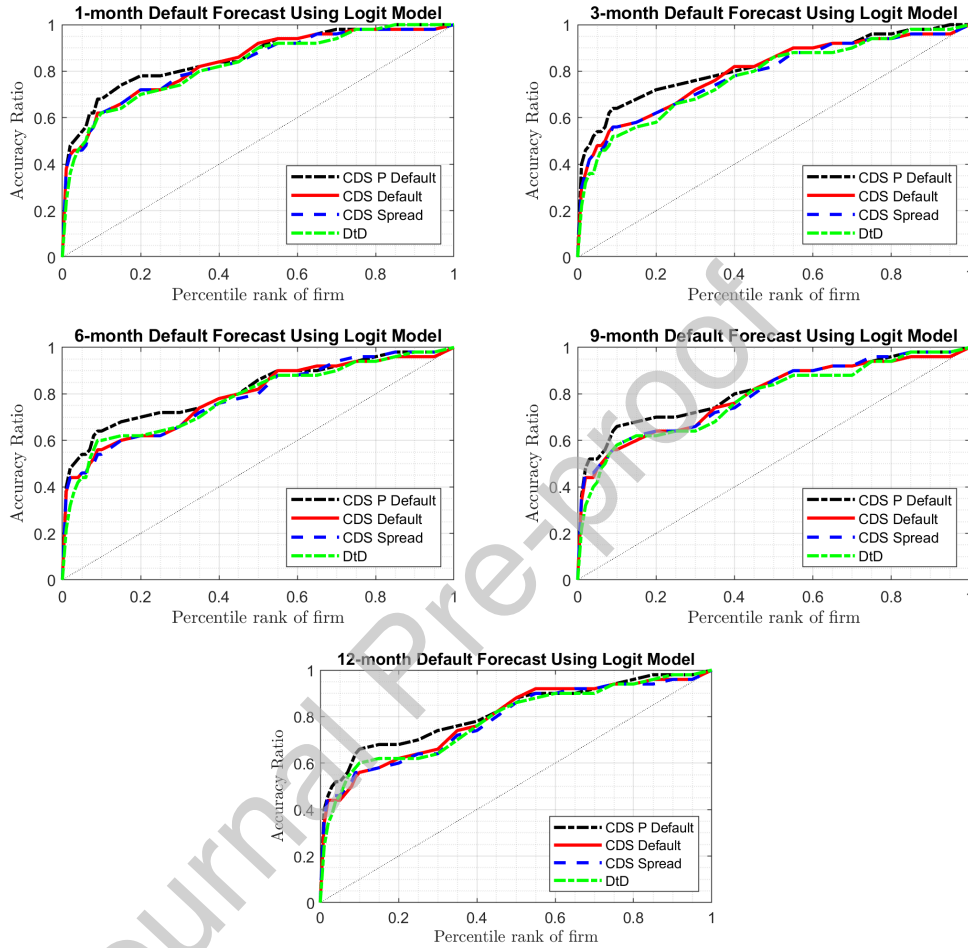 1-month Default Forecast Using Logit Model
1
0.8
0.6
0.4
0.2
0
Accuracy Ratio
CDS P Default
CDS Default
CDS Spread
DtD
0 0.2 0.4 0.6 0.8 1
Percentile rank of firm
3-month Default Forecast Using Logit Model
1
0.8
0.6
0.4
0.2
0
Accuracy Ratio
CDS P Default
CDS Default
CDS Spread
DtD
0 0.2 0.4 0.6 0.8 1
Percentile rank of firm
6-month Default Forecast Using Logit Model
1
0.8
0.6
0.4
0.2
0
Accuracy Ratio
CDS P Default
CDS Default
CDS Spread
DtD
0 0.2 0.4 0.6 0.8 1
Percentile rank of firm
9-month Default Forecast Using Logit Model
1
0.8
0.6
0.4
0.2
0
Accuracy Ratio
CDS P Default
CDS Default
CDS Spread
DtD
0 0.2 0.4 0.6 0.8 1
Percentile rank of firm
12-month Default Forecast Using Logit Model
1
0.8
0.6
0.4
0.2
0
Accuracy Ratio
CDS P Default
CDS Default
CDS Spread
DtD
0 0.2 0.4 0.6 0.8 1
Percentile rank of firm
ournal Pre-proof